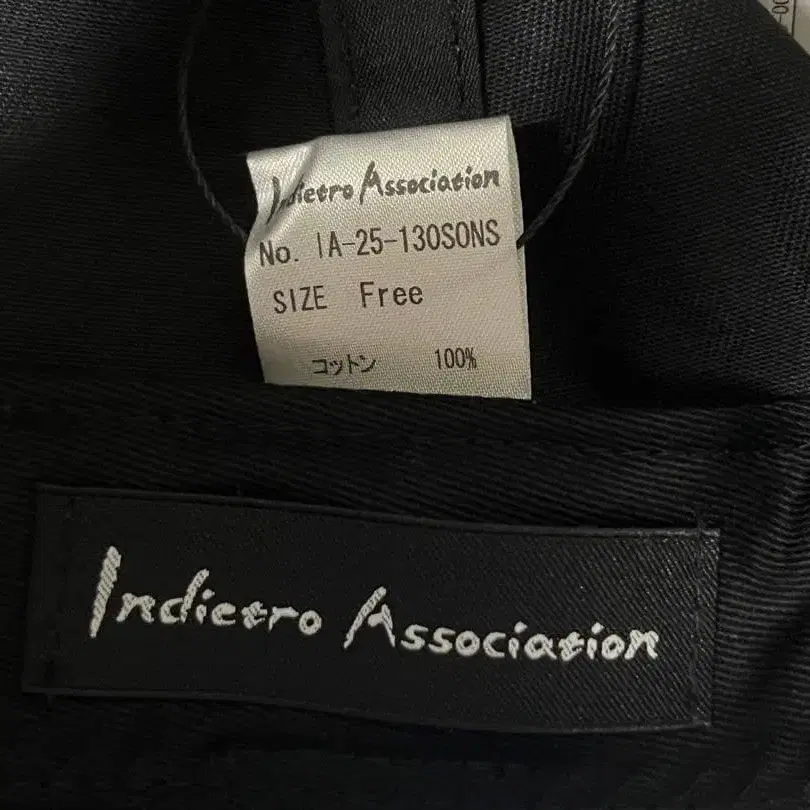 Indietro Association
No. IA-25-130SONS
SIZE Free
コットン 100%
Indietro Association